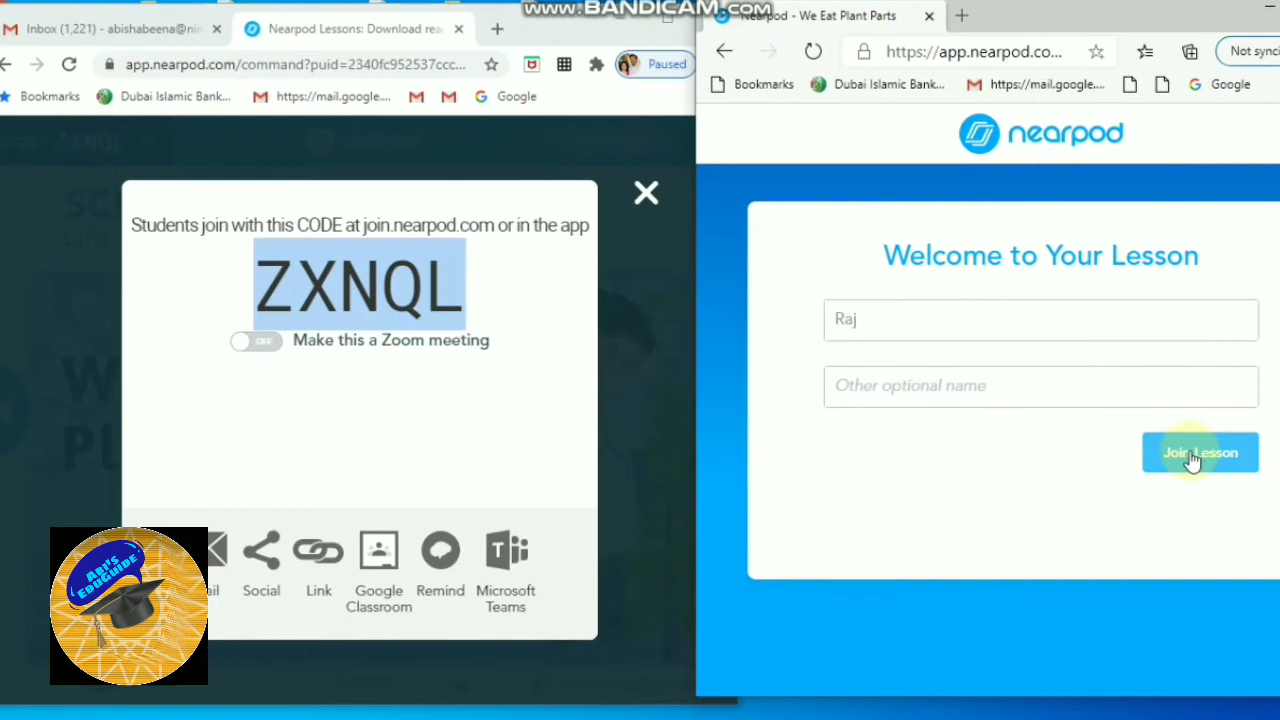 www.BANDICAM.com
Inbox (1,221) - abishabeena@nin
Nearpod Lessons: Download rea
app.nearpod.com/command?puid=2340fc952537ccc...
Paused
Bookmarks
Dubai Islamic Bank...
https://mail.google....
Google
Students join with this CODE at join.nearpod.com or in the app
ZXNQL
OFF
Make this a Zoom meeting
ail
Social
Link
Google
Classroom
Remind
Microsoft
Teams
ABI'S
EDUGUIDE
Nearpod - We Eat Plant Parts
https://app.nearpod.co...
Not synci
Bookmarks
Dubai Islamic Bank...
https://mail.google....
Google
nearpod
Welcome to Your Lesson
Raj
Other optional name
Join Lesson